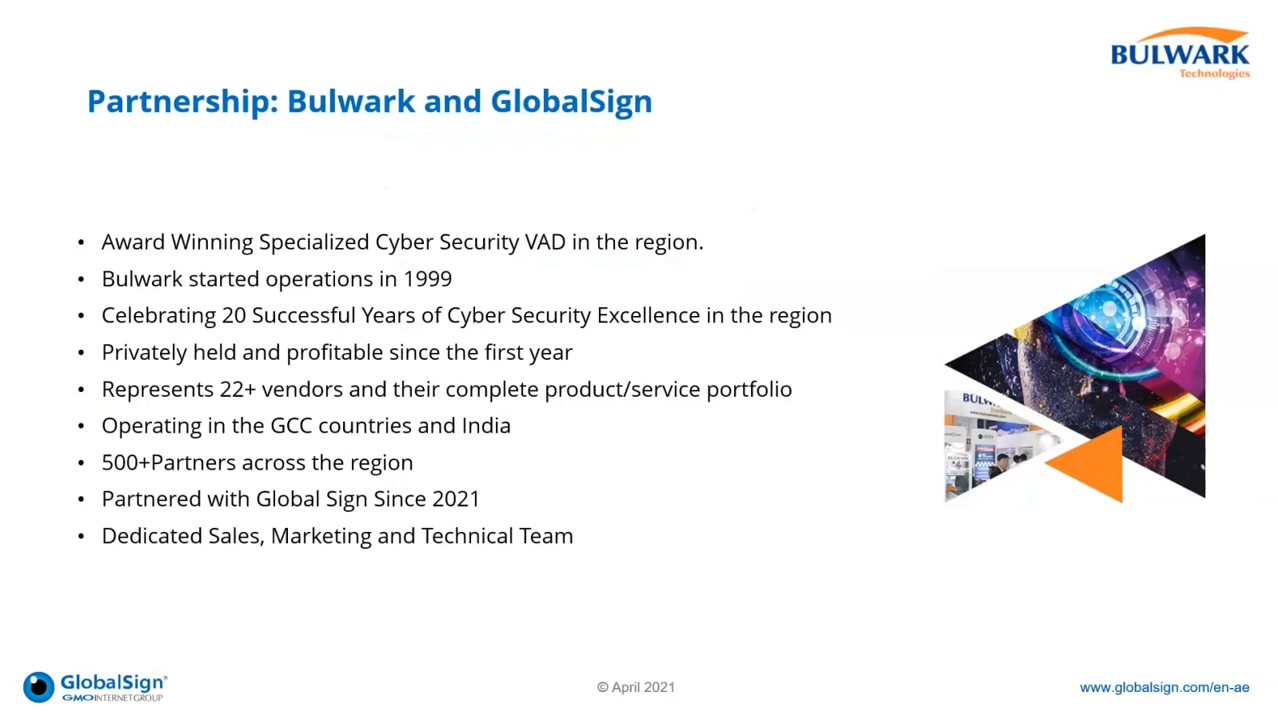 BULWARK
Technologies
Partnership: Bulwark and GlobalSign
• Award Winning Specialized Cyber Security VAD in the region.
• Bulwark started operations in 1999
• Celebrating 20 Successful Years of Cyber Security Excellence in the region
• Privately held and profitable since the first year
• Represents 22+ vendors and their complete product/service portfolio
• Operating in the GCC countries and India
• 500+Partners across the region
• Partnered with Global Sign Since 2021
• Dedicated Sales, Marketing and Technical Team
GlobalSign®
GMO INTERNET GROUP
© April 2021
www.globalsign.com/en-ae